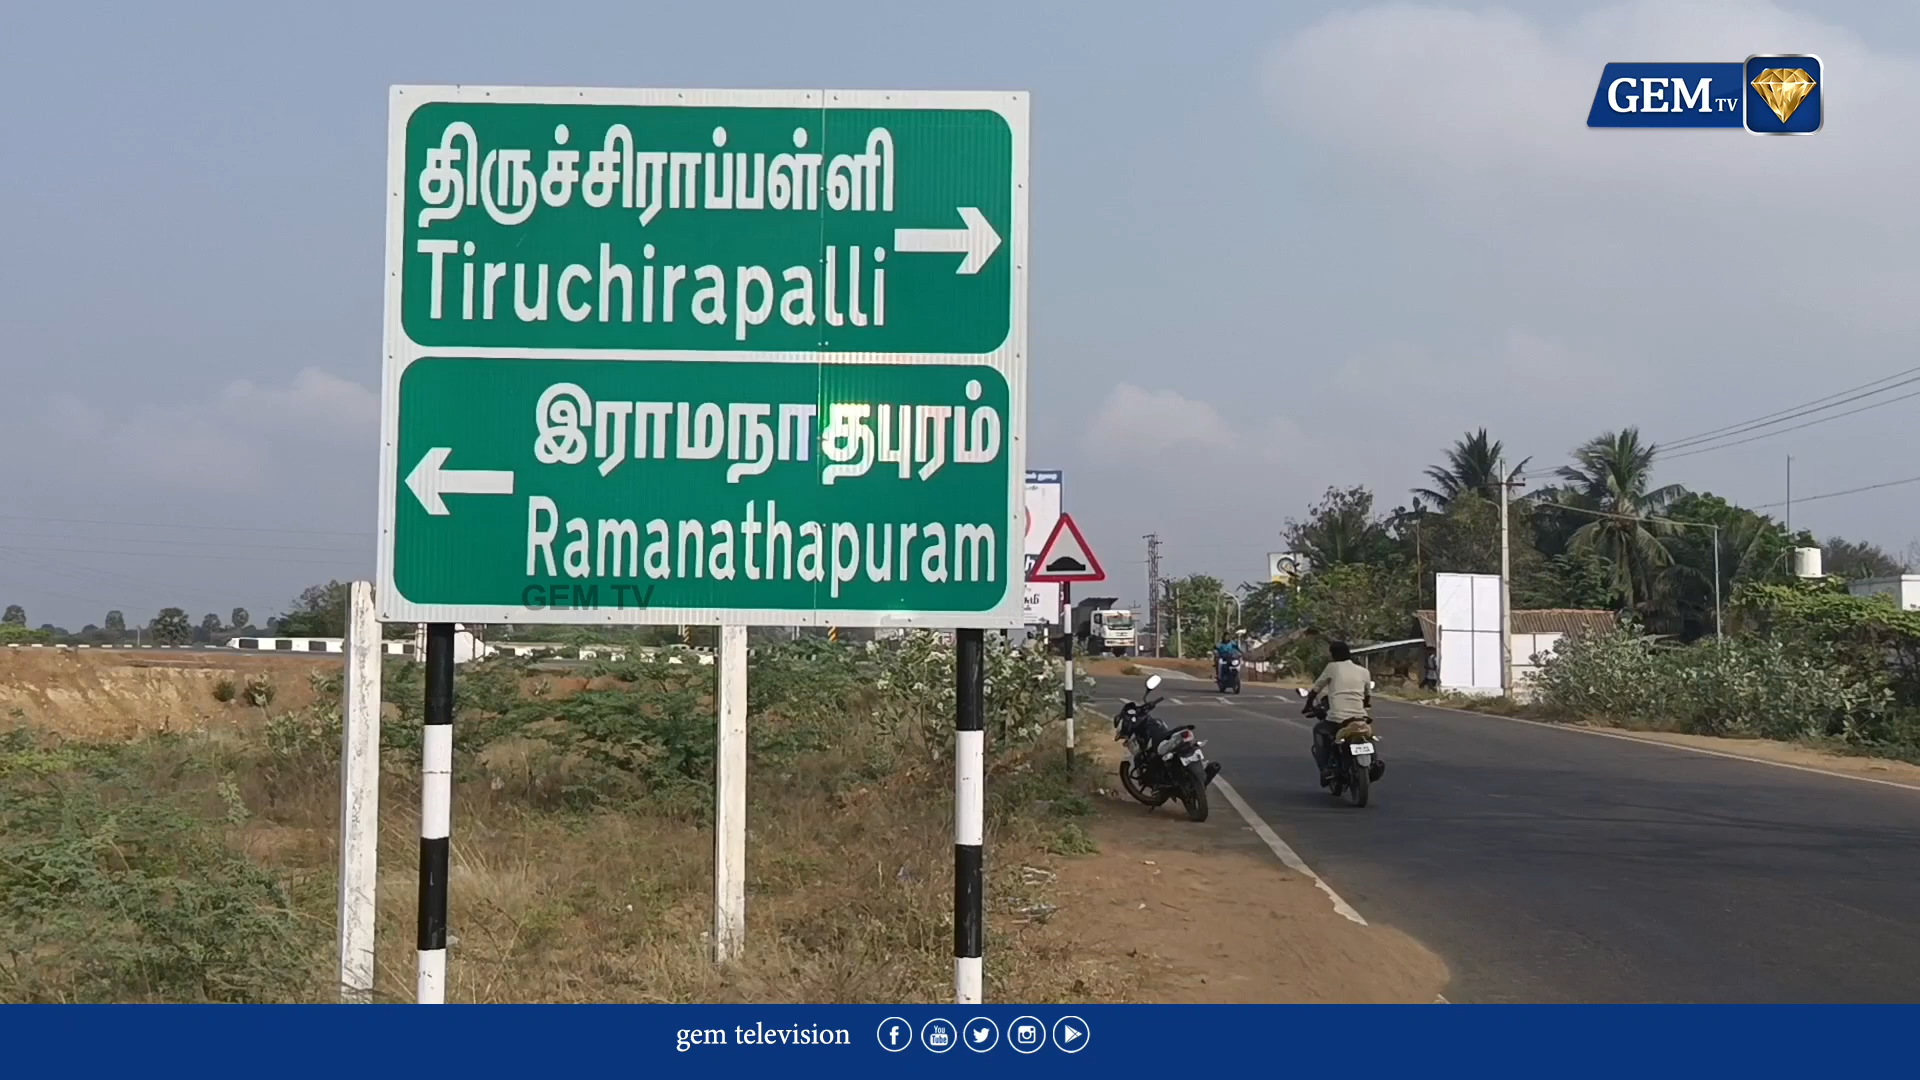 GEM TV
திருச்சிராப்பள்ளி
Tiruchirapalli
இராமநாதபுரம்
Ramanathapuram
GEM TV
gem television